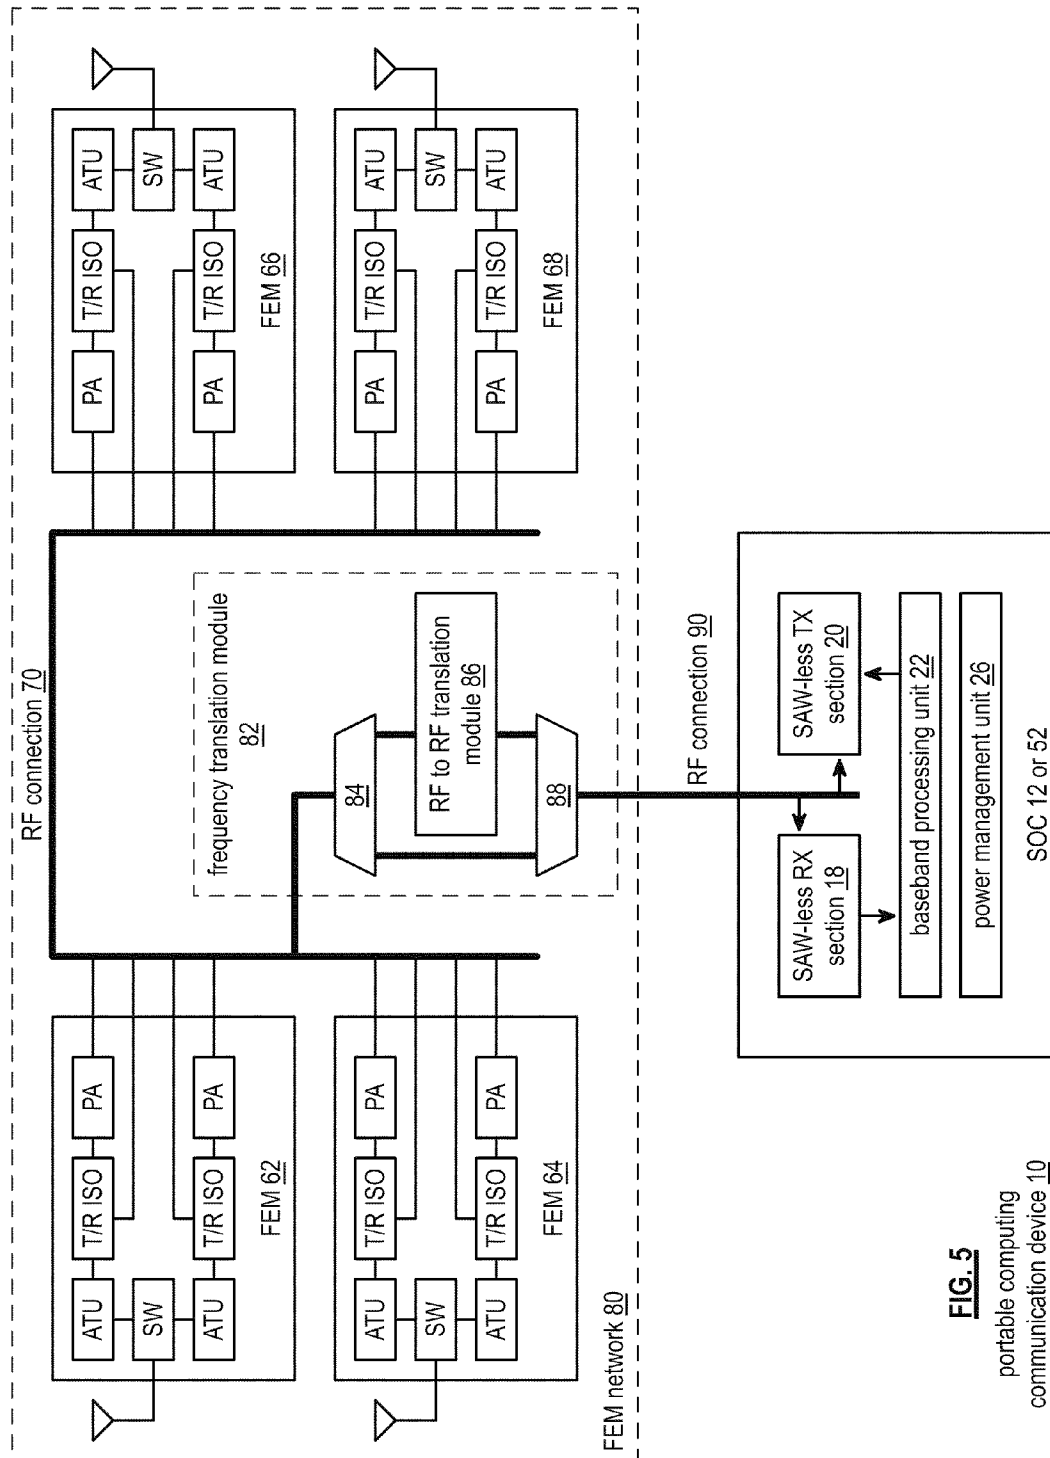 FEM network 80
RF connection 70
ATU
T/R ISO
PA
SW
ATU
T/R ISO
PA
FEM 62
ATU
T/R ISO
PA
SW
ATU
T/R ISO
PA
FEM 64
PA
T/R ISO
ATU
SW
PA
T/R ISO
ATU
FEM 66
PA
T/R ISO
ATU
SW
PA
T/R ISO
ATU
FEM 68
frequency translation module
82
84
RF to RF translation
module 86
88
RF connection 90
SAW-less RX
section 18
SAW-less TX
section 20
baseband processing unit 22
power management unit 26
SOC 12 or 52
FIG. 5
portable computing
communication device 10